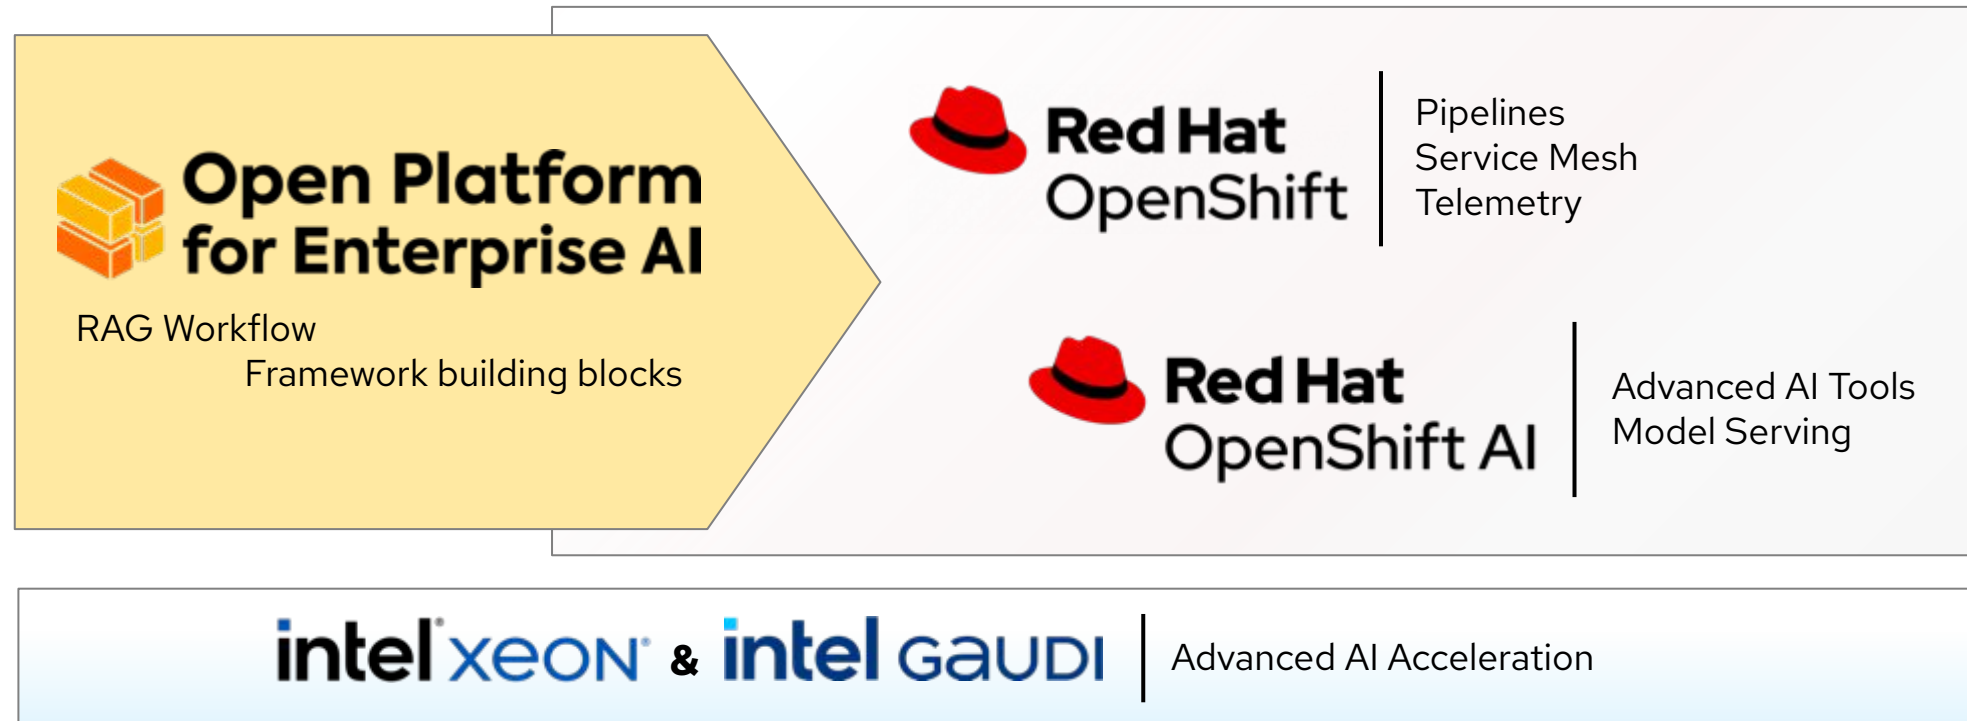 Open Platform
for Enterprise AI
RAG Workflow
Framework building blocks
Red Hat
OpenShift
Pipelines
Service Mesh
Telemetry
Red Hat
OpenShift AI
Advanced AI Tools
Model Serving
intel® xeon® & intel GAUDI
Advanced AI Acceleration